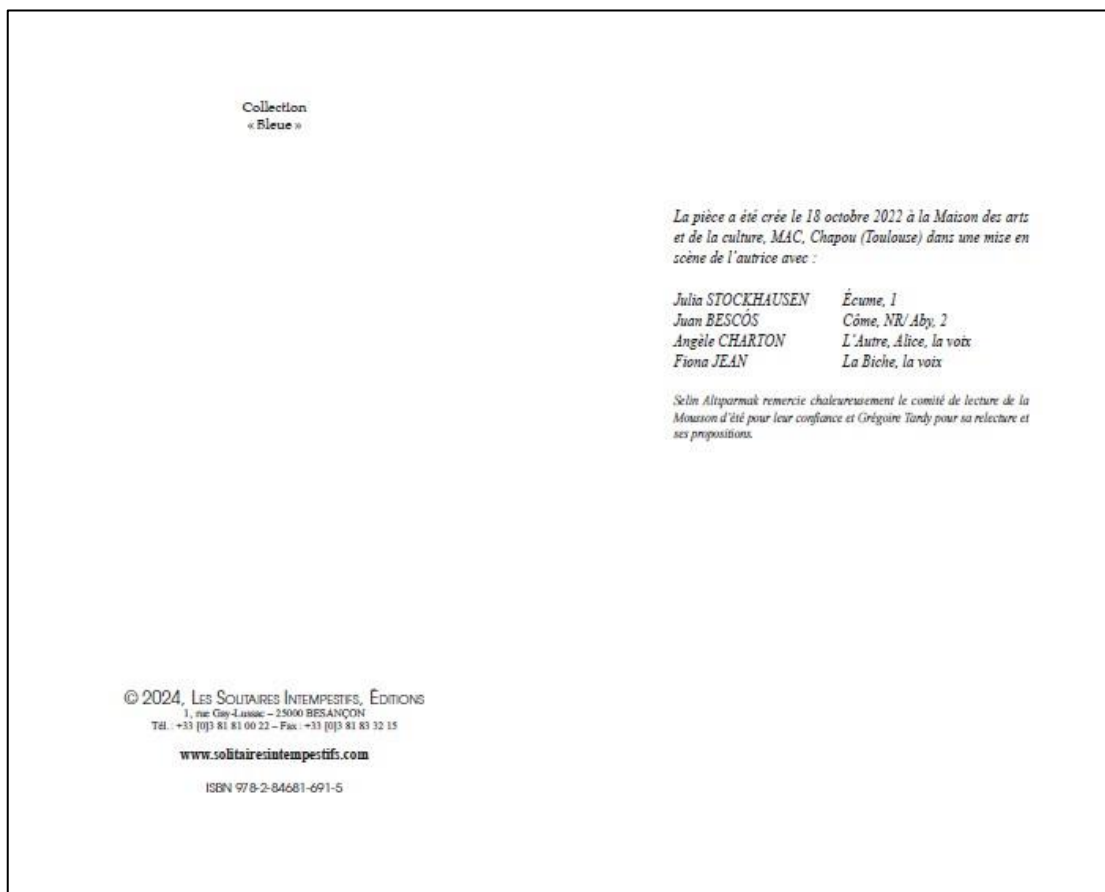 Collection
« Bleue »
© 2024, LES SOLITAIRES INTEMPESTIFS, ÉDITIONS
1, rue Gay-Lussac – 25000 BESANÇON
Tél. : +33 [0]3 81 81 00 22 – Fax : +33 [0]3 81 83 32 15
www.solitairesintempestifs.com
ISBN 978-2-84681-691-5
La pièce a été crée le 18 octobre 2022 à la Maison des arts
et de la culture, MAC, Chapou (Toulouse) dans une mise en
scène de l'autrice avec :
Julia STOCKHAUSEN Écume, 1
Juan BESCÓS Côme, NR/ Aby, 2
Angèle CHARTON L'Autre, Alice, la voix
Fiona JEAN La Biche, la voix
Selin Altıparmak remercie chaleureusement le comité de lecture de la
Mousson d'été pour leur confiance et Grégoire Tardy pour sa relecture et
ses propositions.